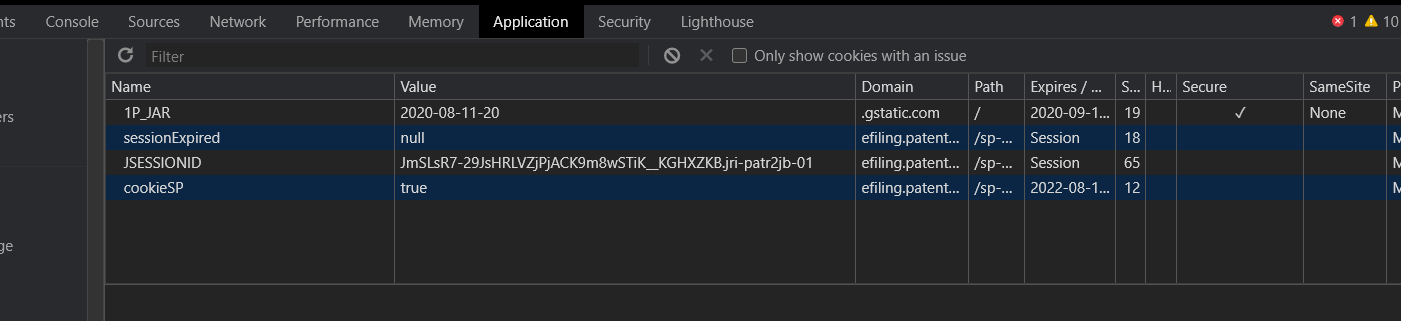 nts Console Sources Network Performance Memory Application Security Lighthouse 1 10
Filter Only show cookies with an issue
Name Value Domain Path Expires / ... S... H.. Secure SameSite P
1P_JAR 2020-08-11-20 .gstatic.com / 2020-09-1... 19 ✓ None M
ers
sessionExpired null efiling.patent... /sp-... Session 18 M
JSESSIONID JmSLsR7-29JsHRLVZjPjACK9m8wSTiK__KGHXZKB.jri-patr2jb-01 efiling.patent... /sp-... Session 65 M
cookieSP true efiling.patent... /sp-... 2022-08-1... 12 M
ge